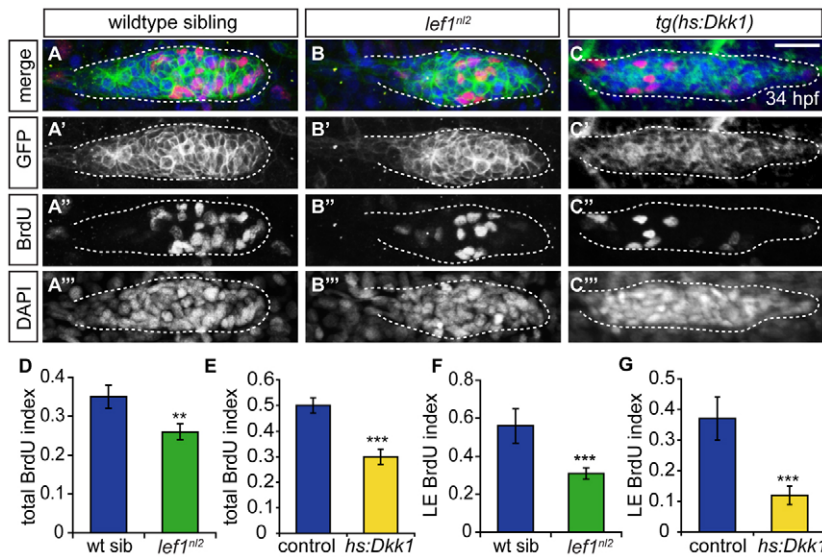 wildtype sibling
lef1nl2
tg(hs:Dkk1)
merge
A
B
C
34 hpf
GFP
A'
B'
C'
BrdU
A''
B''
C''
DAPI
A'''
B'''
C'''
D
total BrdU index
0.4
0.3
0.2
0.1
0
**
wt sib
lef1nl2
E
total BrdU index
0.6
0.5
0.4
0.3
0.2
0.1
0
***
control
hs:Dkk1
F
LE BrdU index
0.8
0.6
0.4
0.2
0
***
wt sib
lef1nl2
G
LE BrdU index
0.5
0.4
0.3
0.2
0.1
0
***
control
hs:Dkk1